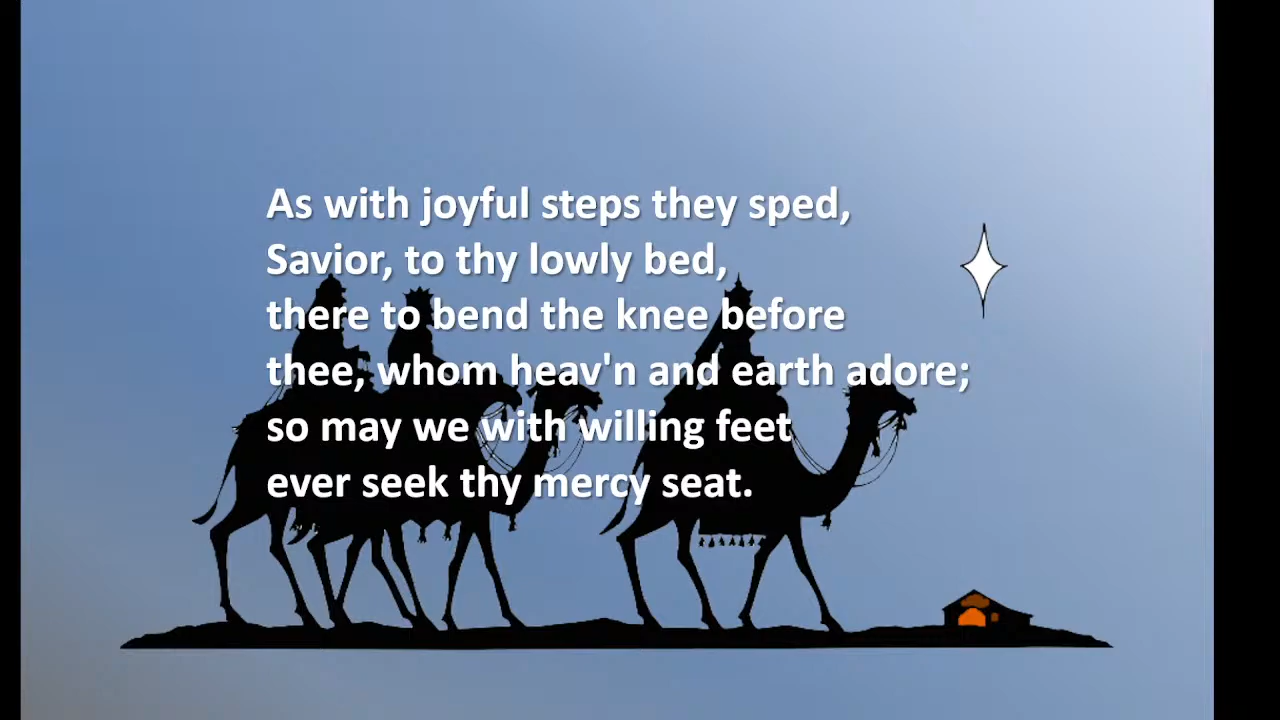 As with joyful steps they sped,
Savior, to thy lowly bed,
there to bend the knee before
thee, whom heav'n and earth adore;
so may we with willing feet
ever seek thy mercy seat.